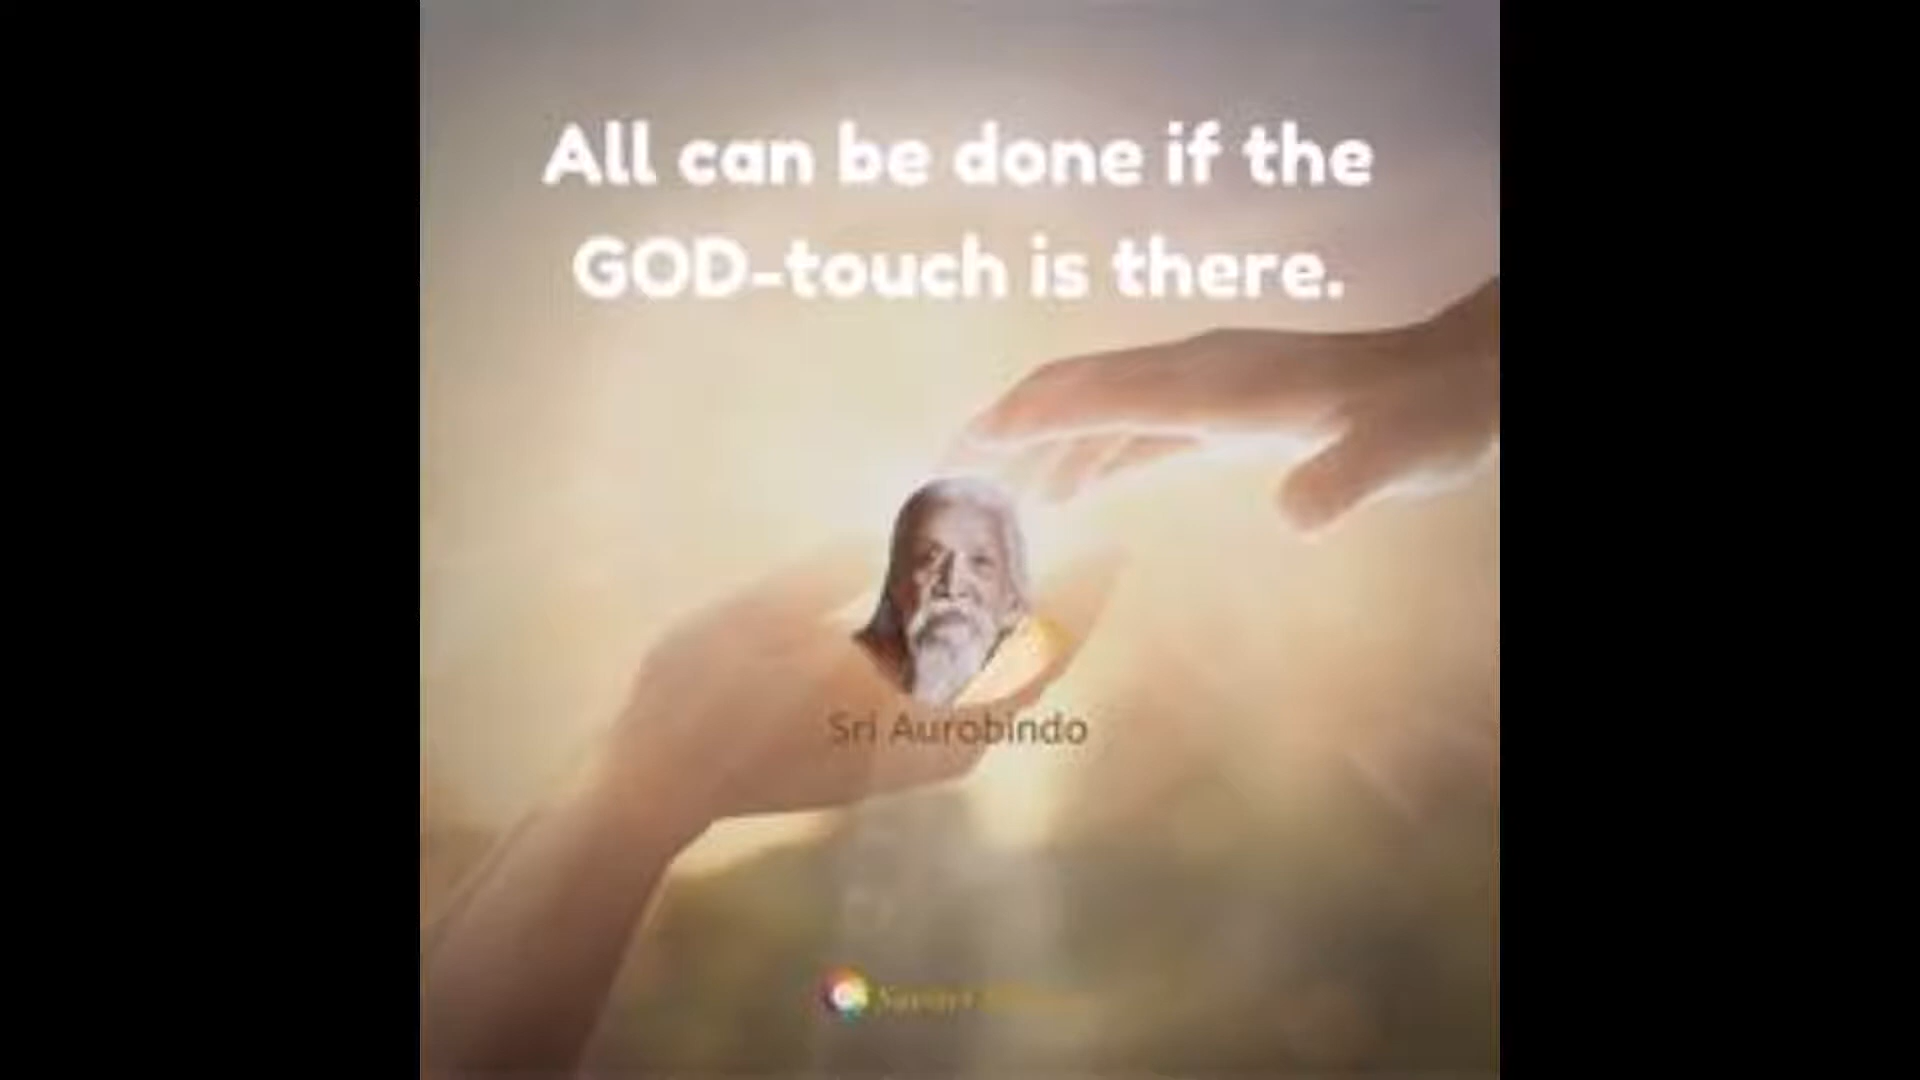 All can be done if the
GOD-touch is there.
Sri Aurobindo